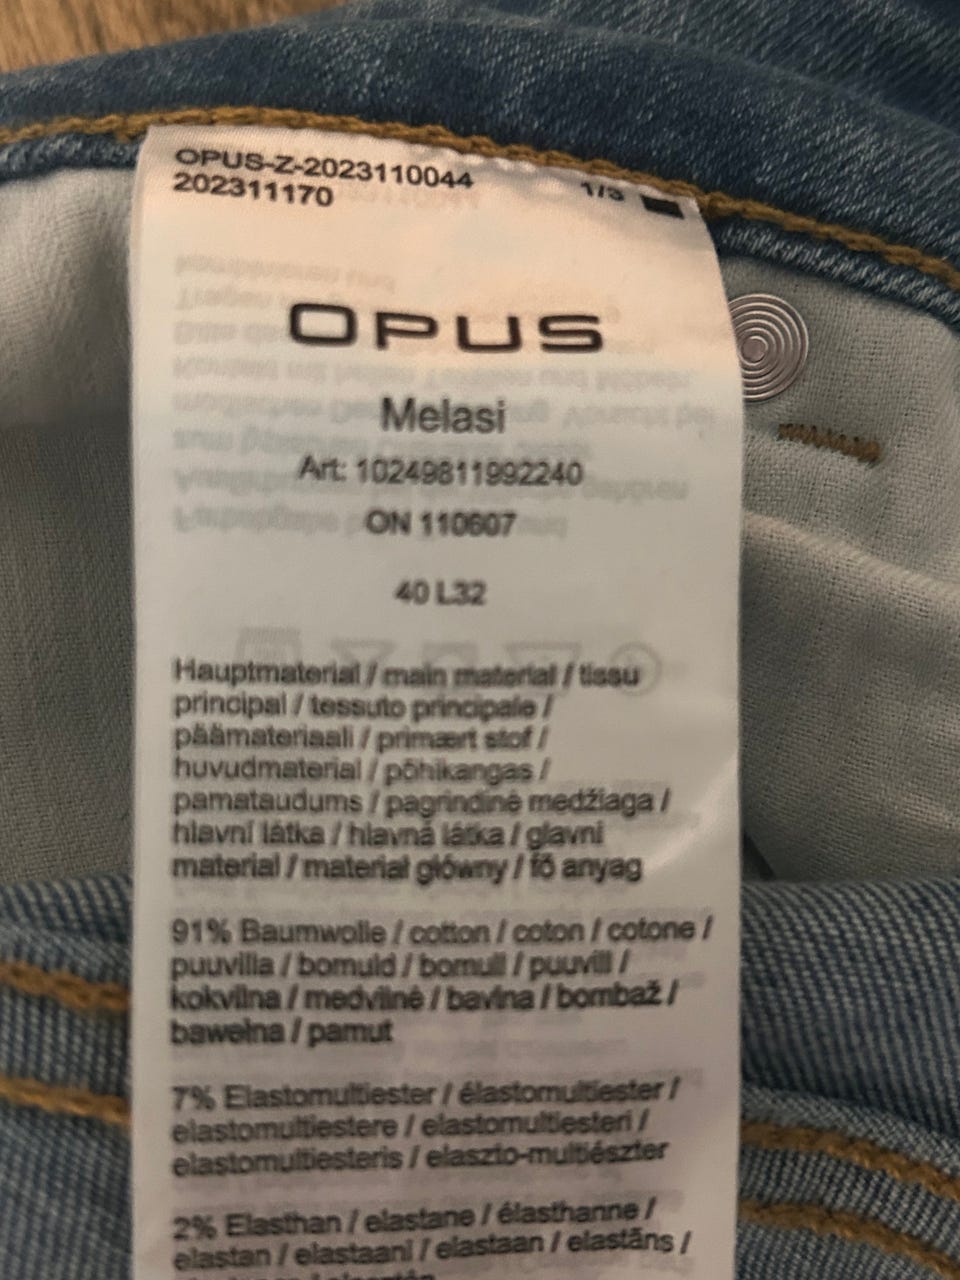 OPUS-Z-2023110044
202311170
1/3
OPUS
Melasi
Art: 10249811992240
ON 110607
40 L32
Hauptmaterial / main material / tissu
principal / tessuto principale /
päämateriaali / primært stof /
huvudmaterial / põhikangas /
pamataudums / pagrindinė medžiaga /
hlavní látka / hlavná látka / glavni
material / materiał główny / fő anyag
91% Baumwolle / cotton / coton / cotone /
puuvilla / bomuld / bomull / puuvill /
kokvilna / medvilnė / bavlna / bombaž /
bawełna / pamut
7% Elastomultiester / élastomultiester /
elastomultiestere / elastomultiesteri /
elastomultiesteris / elaszto-multiészter
2% Elasthan / elastane / élasthanne /
elastan / elastaani / elastaan / elastāns /